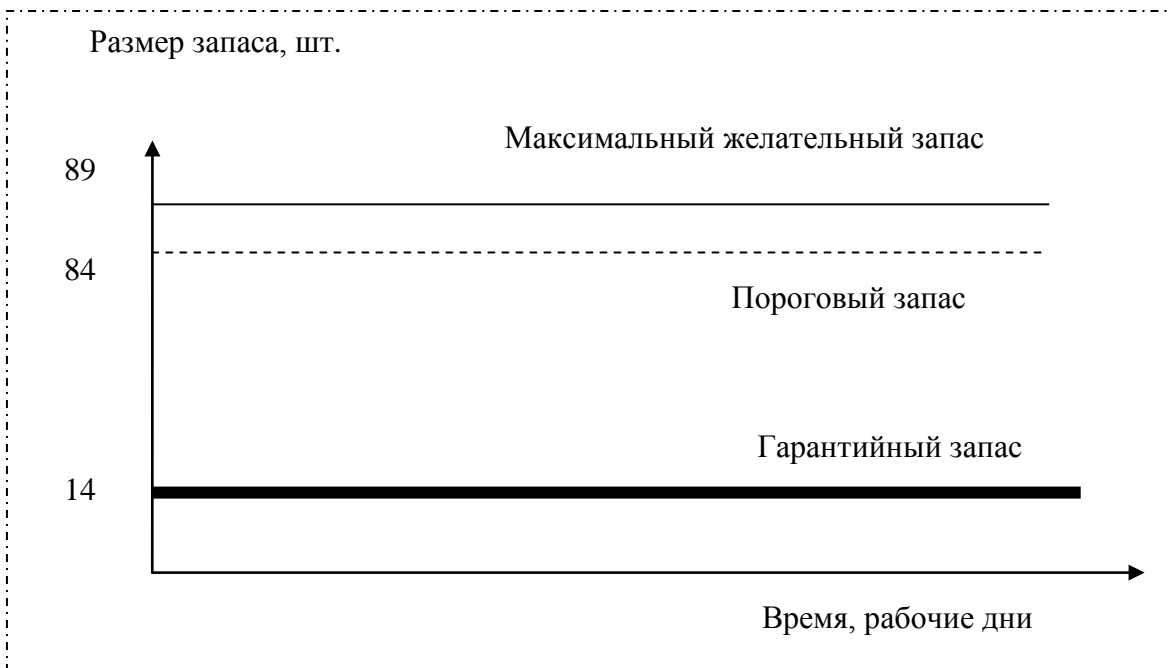 Размер запаса, шт.
Максимальный желательный запас
89
84
Пороговый запас
Гарантийный запас
14
Время, рабочие дни